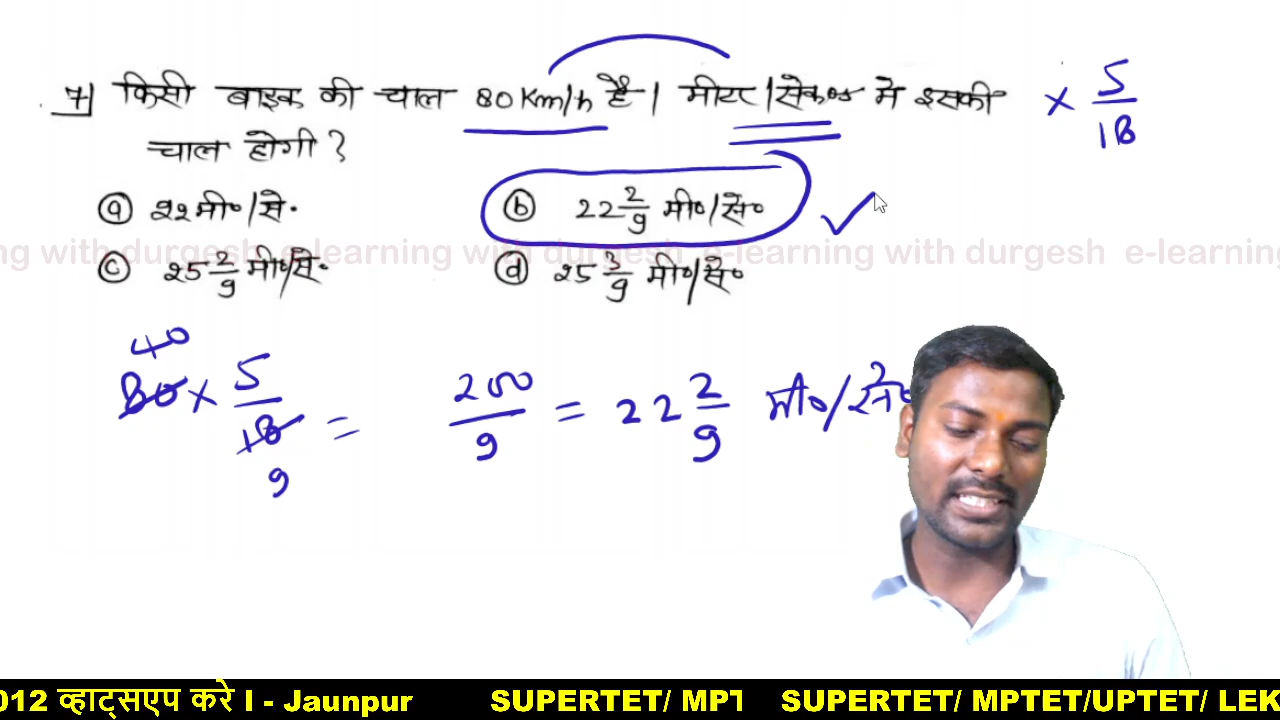 7] किसी बाइक की चाल 80 Km/h है। मीटर/सेकण्ड मे इसकी × 5/18
चाल होगी?
(a) 22 मी०/से० (b) 22 2/9 मी०/से०
ng with durgesh e-learning with durgesh e-learning with durgesh e-learning
(c) 25 2/9 मी०/से० (d) 25 3/9 मी०/से०
40
80 × 5/18 = 200/9 = 22 2/9 मी०/से०
9
012 व्हाट्सएप करे I - Jaunpur SUPERTET/ MPT SUPERTET/ MPTET/UPTET/ LEK